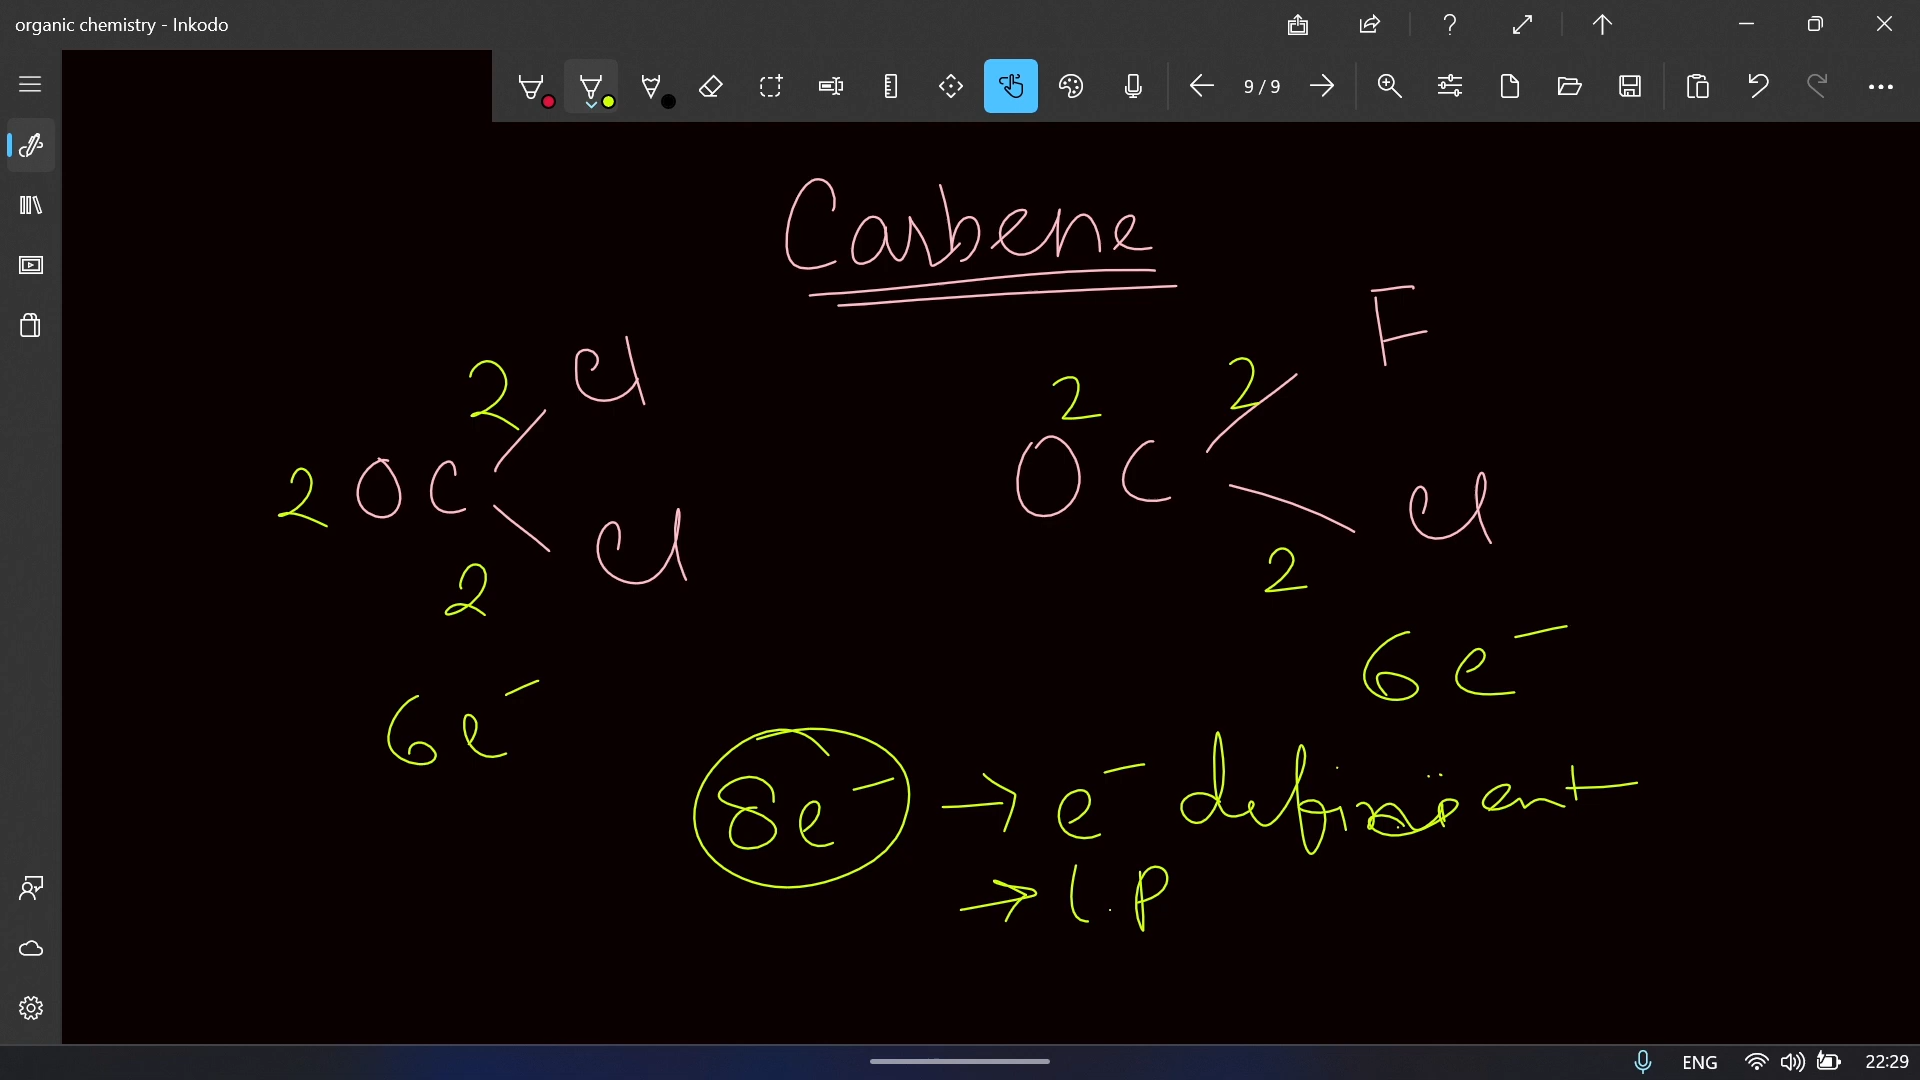 organic chemistry - Inkodo
9/9
Carbene
2 Cl
2 O C
Cl
2
6e⁻
F
2 2
O C
Cl
2
6e⁻
8e⁻ → e⁻
→ l.p
ENG 22:29